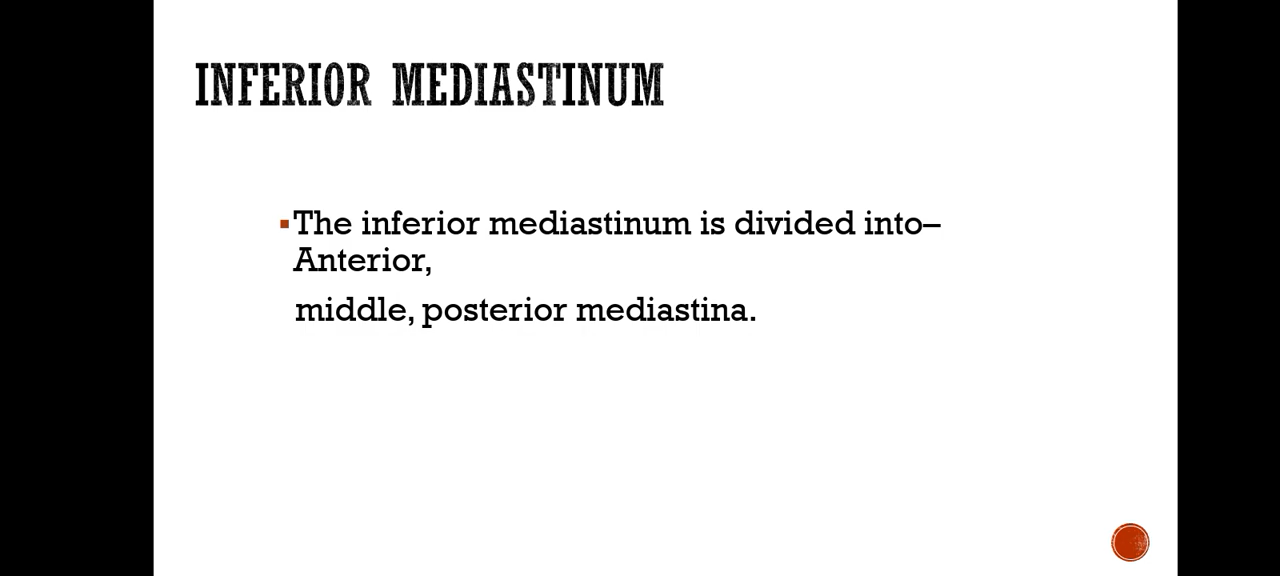 INFERIOR MEDIASTINUM
▪The inferior mediastinum is divided into–
Anterior,
middle, posterior mediastina.